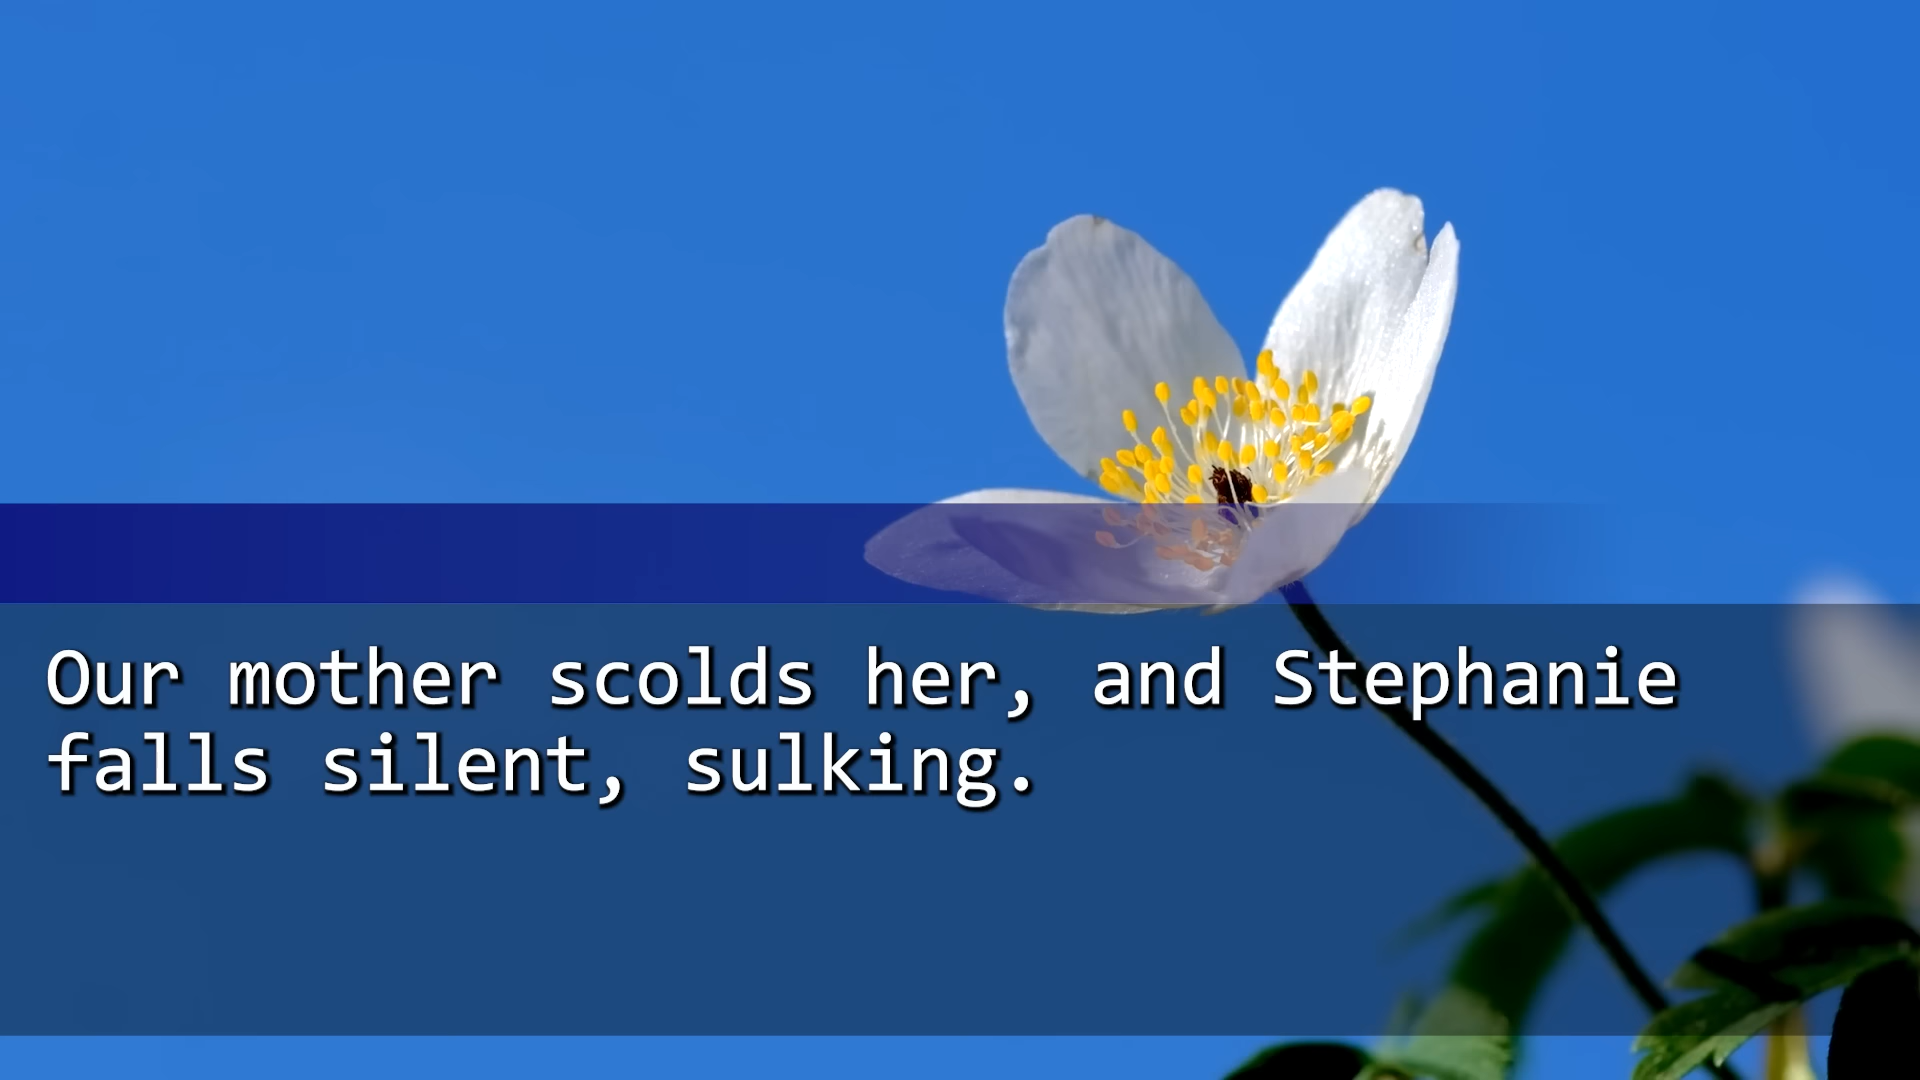 Our mother scolds her, and Stephanie
falls silent, sulking.